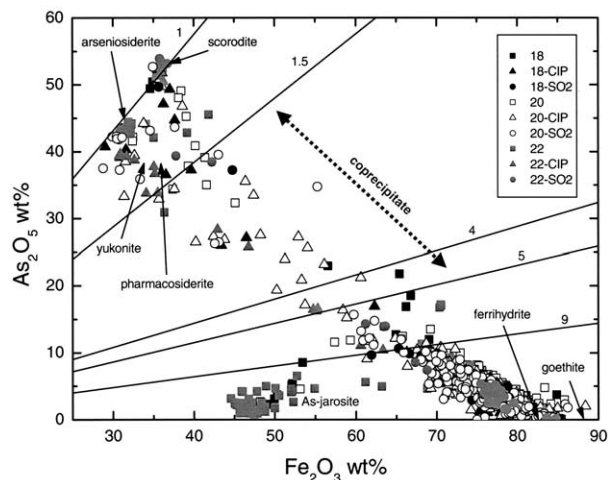 60
50
40
30
20
10
0
As2O5 wt%
30
40
50
60
70
80
90
Fe2O3 wt%
arseniosiderite
1
scorodite
1.5
18
18-CIP
18-SO2
20
20-CIP
20-SO2
22
22-CIP
22-SO2
coprecipitate
yukonite
pharmacosiderite
4
5
ferrihydrite
9
goethite
As-jarosite